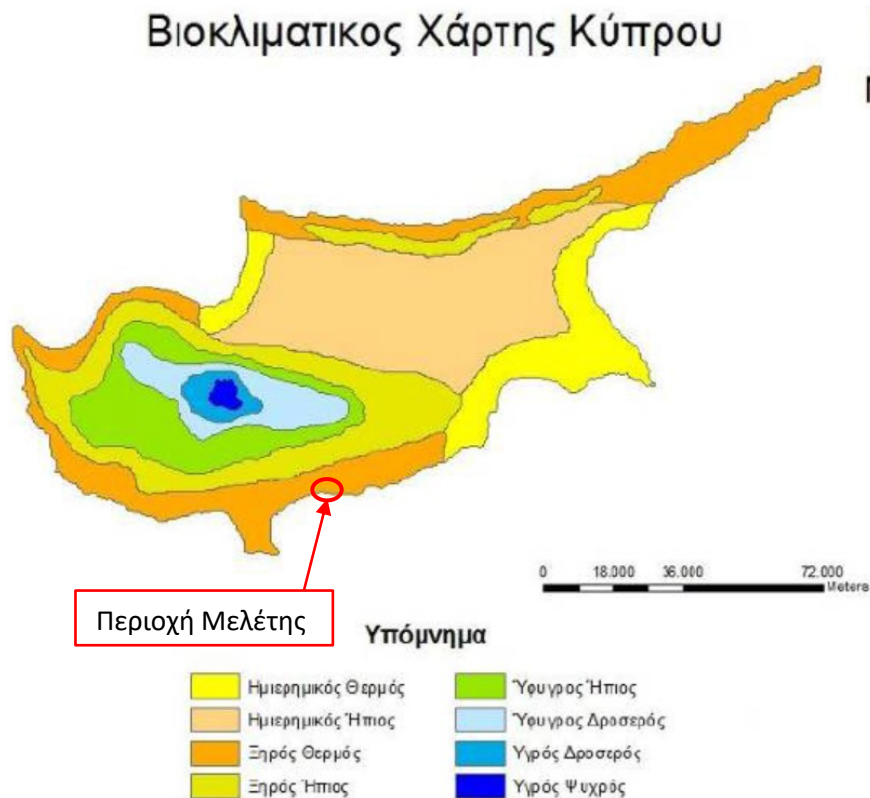 Βιοκλιματικος Χάρτης Κύπρου
0 18.000 36.000 72.000
Meters
Περιοχή Μελέτης
Υπόμνημα
Ημιερημικός Θερμός
Ημιερημικός Ήπιος
Ξηρός Θερμός
Ξηρός Ήπιος
Ύφυγρος Ήπιος
Ύφυγρος Δροσερός
Υγρός Δροσερός
Υγρός Ψυχρός